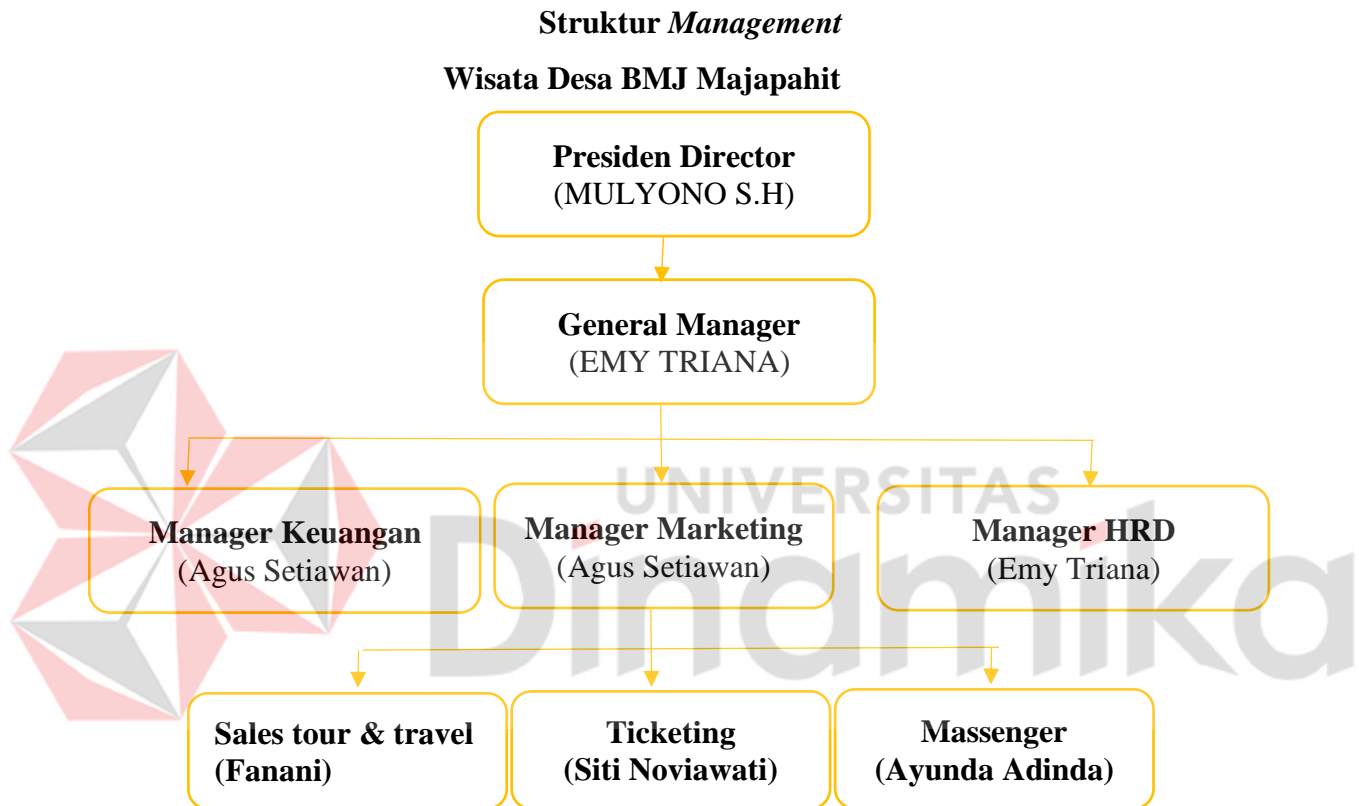 Struktur Management
Wisata Desa BMJ Majapahit
Presiden Director
(MULYONO S.H)
General Manager
(EMY TRIANA)
UNIVERSITAS
Dinamika
Manager Keuangan
(Agus Setiawan)
Manager Marketing
(Agus Setiawan)
Manager HRD
(Emy Triana)
Sales tour & travel
(Fanani)
Ticketing
(Siti Noviawati)
Massenger
(Ayunda Adinda)